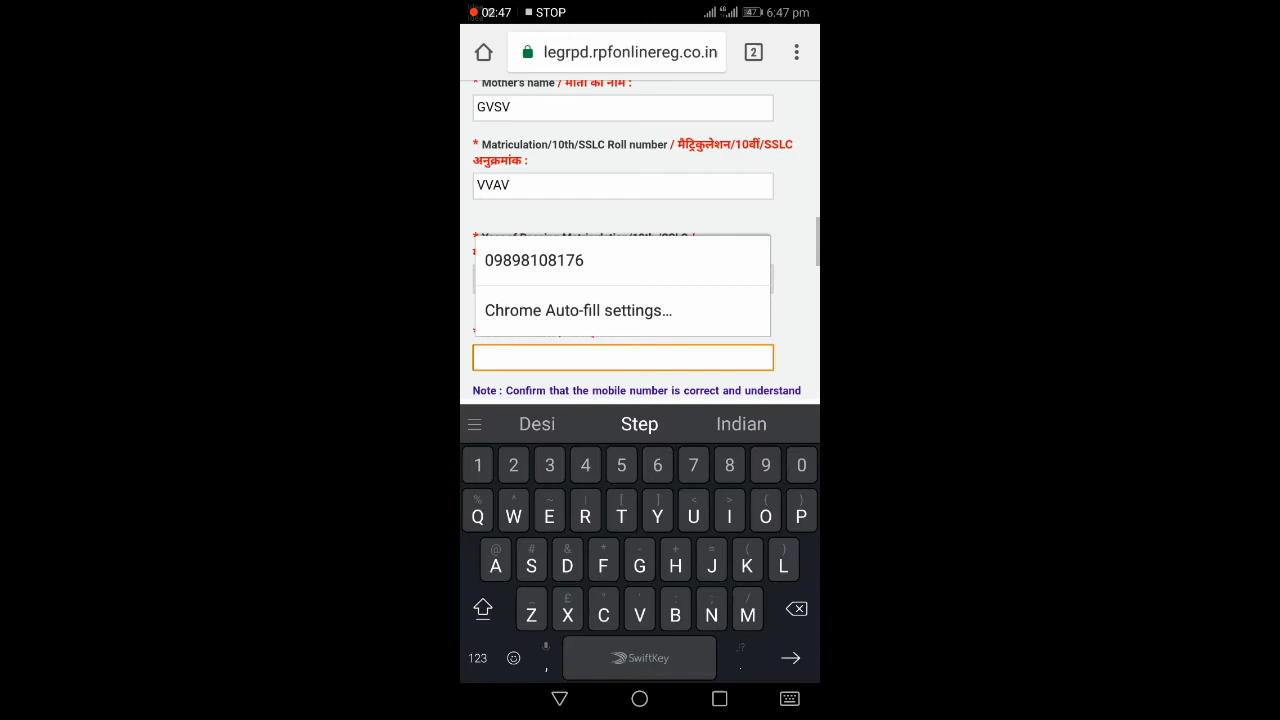 02:47 STOP 4G 47 6:47 pm
legrpd.rpfonlinereg.co.in 2
* Mother's name / माता का नाम :
GVSV
* Matriculation/10th/SSLC Roll number / मैट्रिकुलेशन/10वीं/SSLC
अनुक्रमांक :
VVAV
09898108176
Chrome Auto-fill settings...
Note : Confirm that the mobile number is correct and understand
Desi Step Indian
1 2 3 4 5 6 7 8 9 0
% ^ ~ | [ ] < > { }
Q W E R T Y U I O P
@ # & * - + = ( )
A S D F G H J K L
_ £ " ' : ; /
Z X C V B N M
123 , SwiftKey .